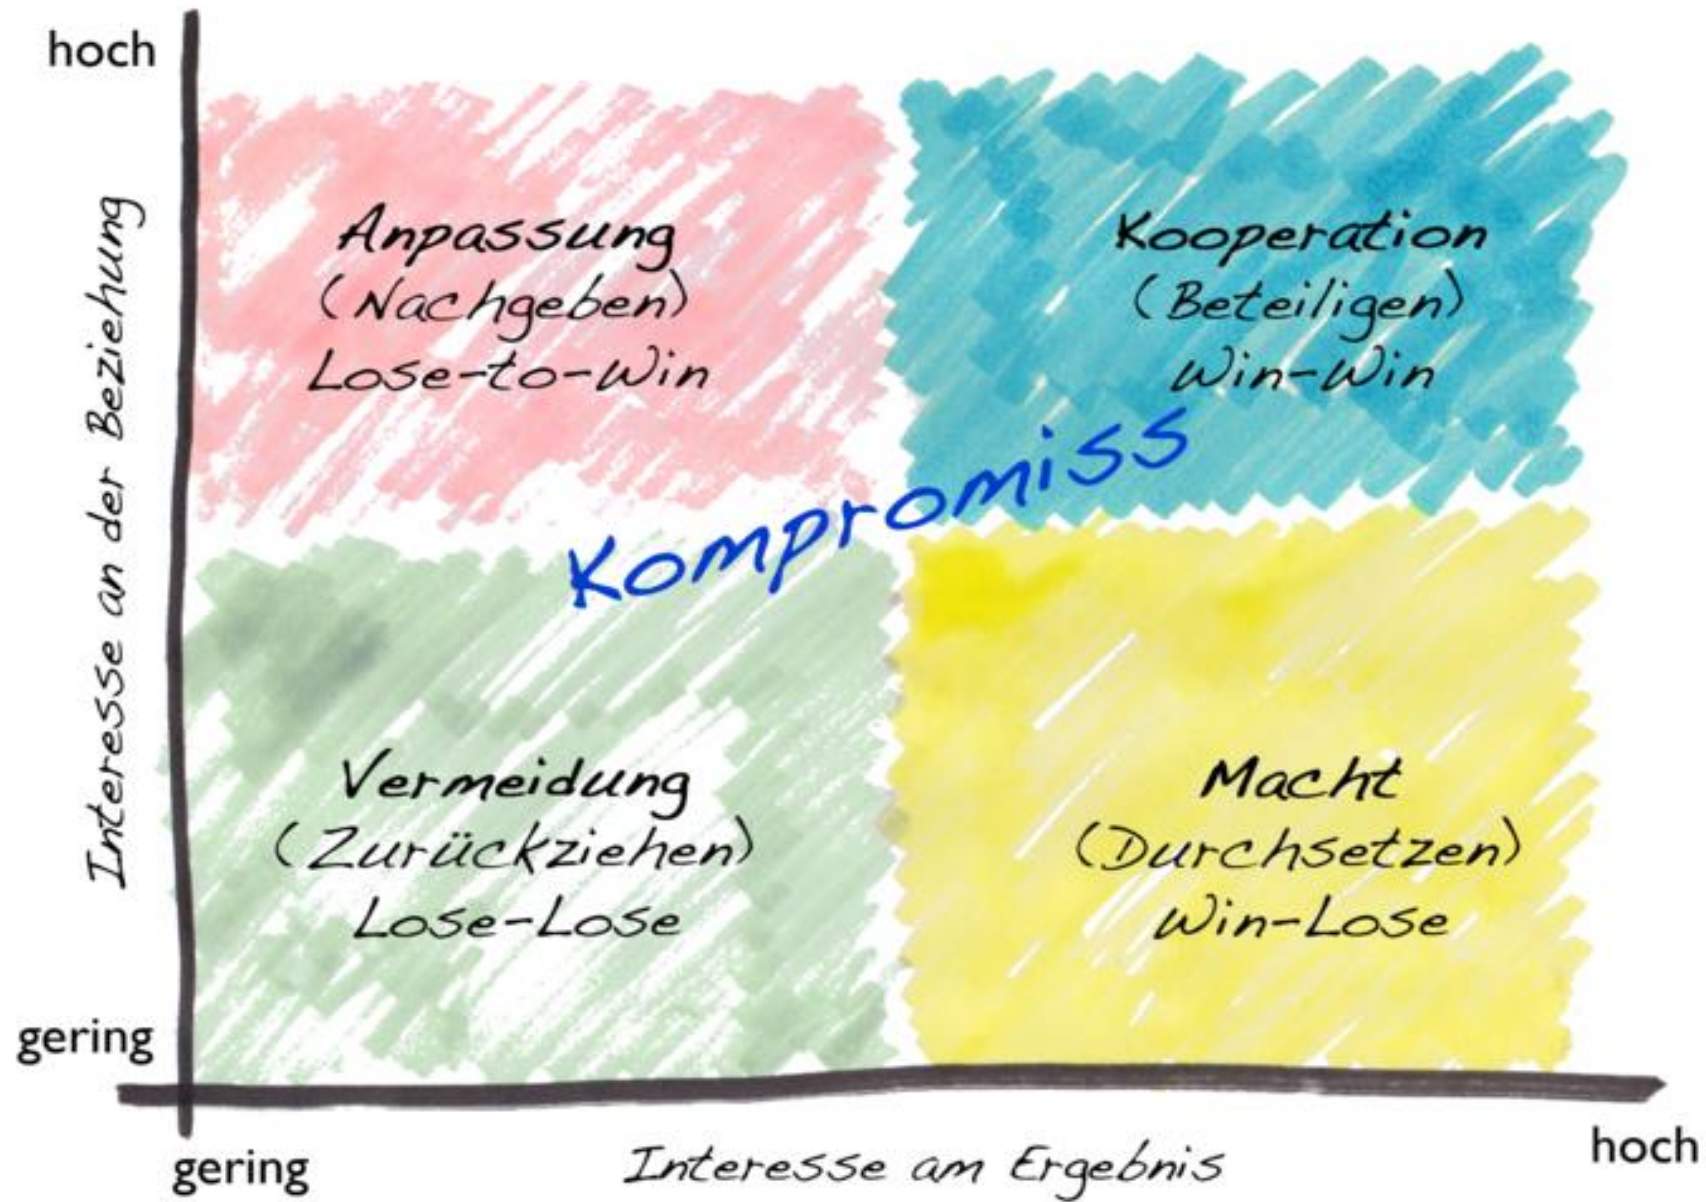 hoch
Interesse an der Beziehung
Anpassung
(Nachgeben)
Lose-to-Win
Kooperation
(Beteiligen)
Win-Win
Kompromiss
Vermeidung
(Zurückziehen)
Lose-Lose
Macht
(Durchsetzen)
Win-Lose
gering
gering
Interesse am Ergebnis
hoch